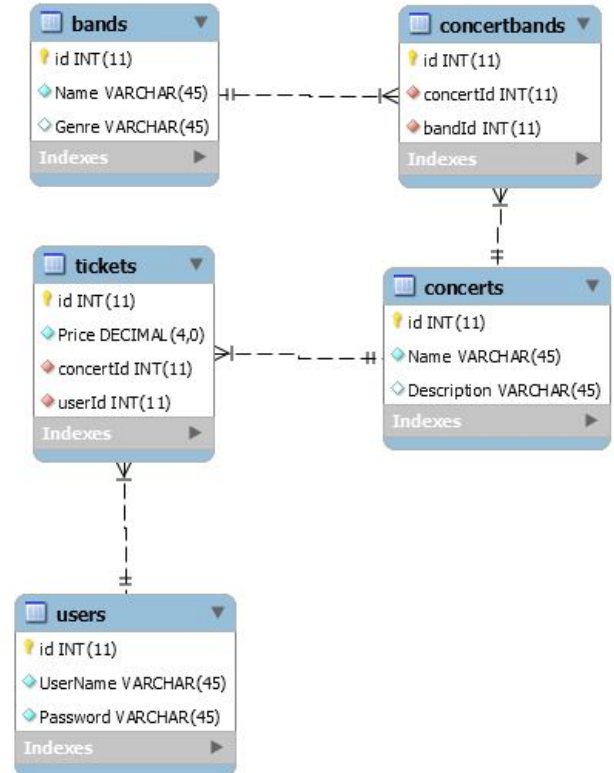 bands
id INT(11)
Name VARCHAR(45)
Genre VARCHAR(45)
Indexes
concertbands
id INT(11)
concertId INT(11)
bandId INT(11)
Indexes
tickets
id INT(11)
Price DECIMAL(4,0)
concertId INT(11)
userId INT(11)
Indexes
concerts
id INT(11)
Name VARCHAR(45)
Description VARCHAR(45)
Indexes
users
id INT(11)
UserName VARCHAR(45)
Password VARCHAR(45)
Indexes